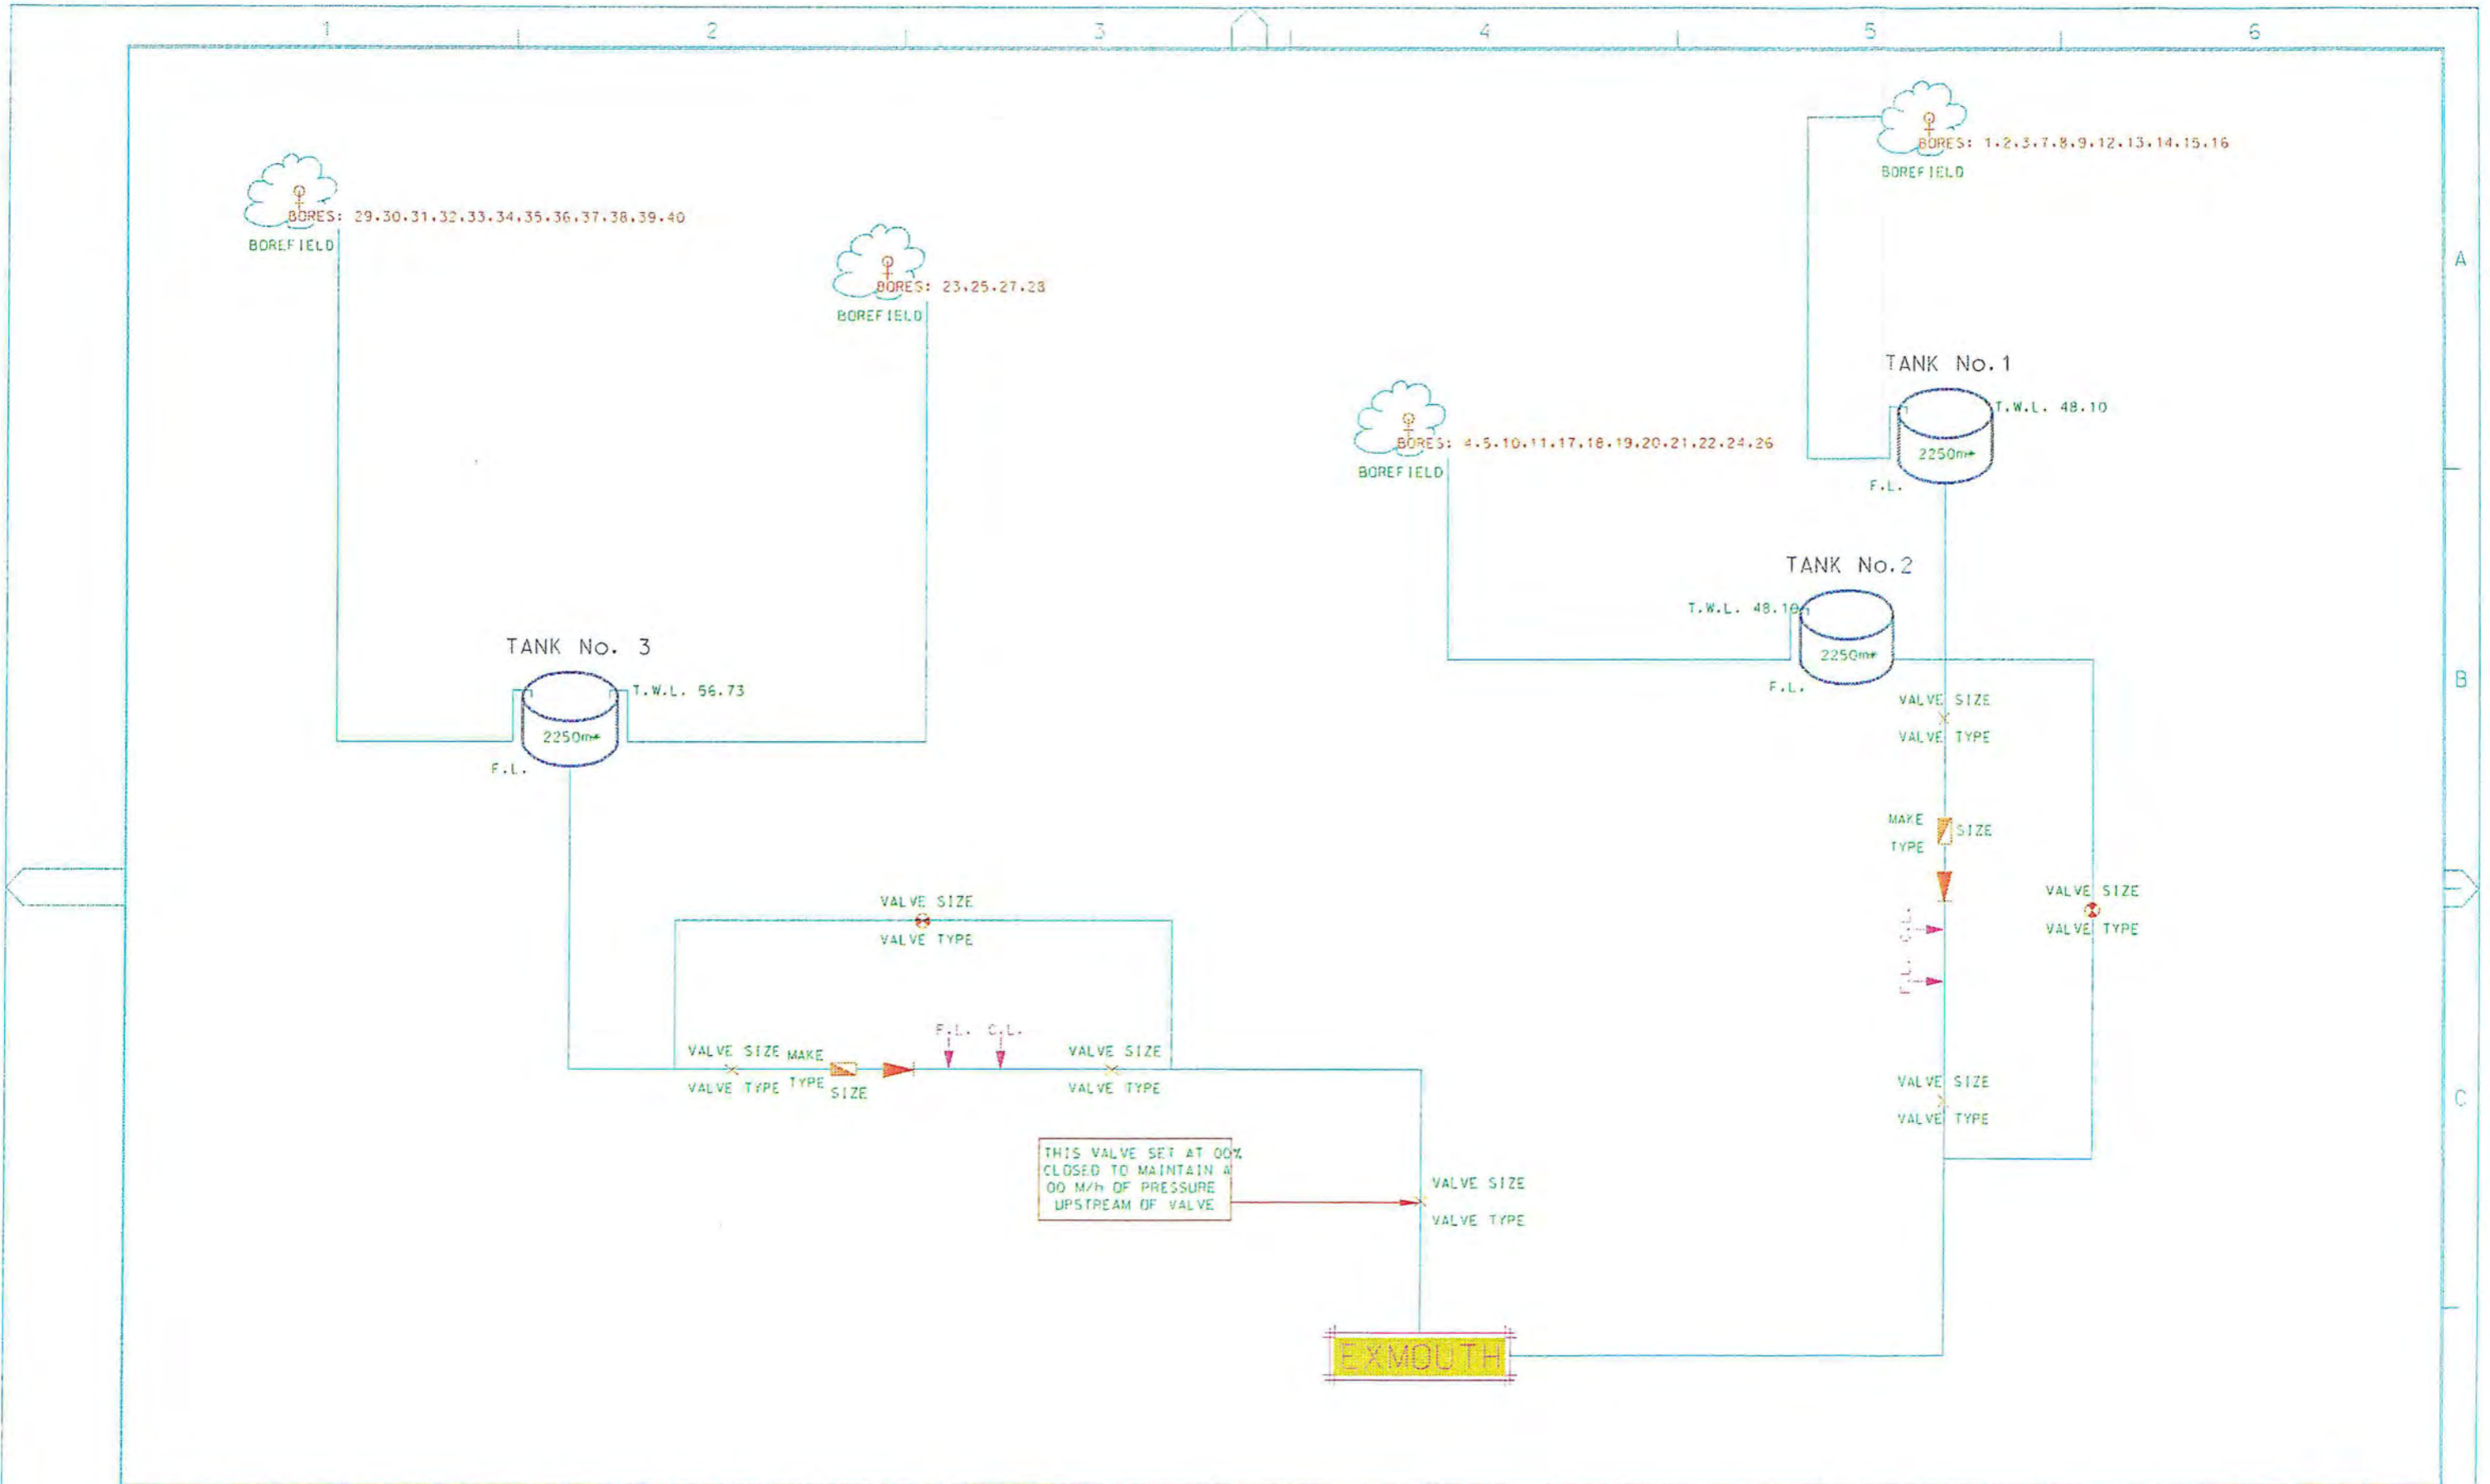 1 2 3 4 5 6
BORES: 1.2.3.7.8.9.12.13.14.15.16
BOREFIELD
BORES: 29.30.31.32.33.34.35.36.37.38.39.40
BOREFIELD
A
BORES: 23.25.27.28
BOREFIELD
TANK No.1
T.W.L. 48.10
2250m*
F.L.
BORES: 4.5.10.11.17.18.19.20.21.22.24.26
BOREFIELD
TANK No.2
T.W.L. 48.10
2250m*
F.L.
TANK No. 3
T.W.L. 56.73
2250m*
F.L.
B
VALVE SIZE
VALVE TYPE
MAKE SIZE
TYPE
VALVE SIZE
VALVE TYPE
VALVE SIZE
VALVE TYPE
C.L.
F.L.
F.L. C.L.
VALVE SIZE MAKE
VALVE TYPE TYPE
SIZE
VALVE SIZE
VALVE TYPE
VALVE SIZE
VALVE TYPE
C
THIS VALVE SET AT 00%
CLOSED TO MAINTAIN A
00 M/h OF PRESSURE
UPSTREAM OF VALVE
VALVE SIZE
VALVE TYPE
EXMOUTH